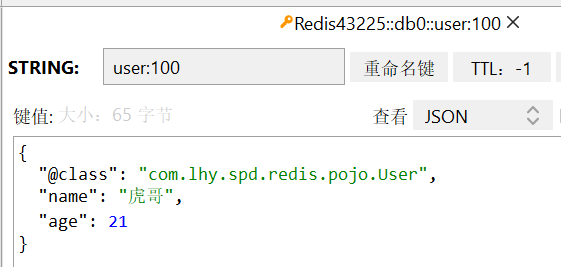 Redis43225::db0::user:100 ×
STRING: user:100 重命名键 TTL: -1
键值: 大小: 65 字节 查看 JSON
{
"@class": "com.lhy.spd.redis.pojo.User",
"name": "虎哥",
"age": 21
}